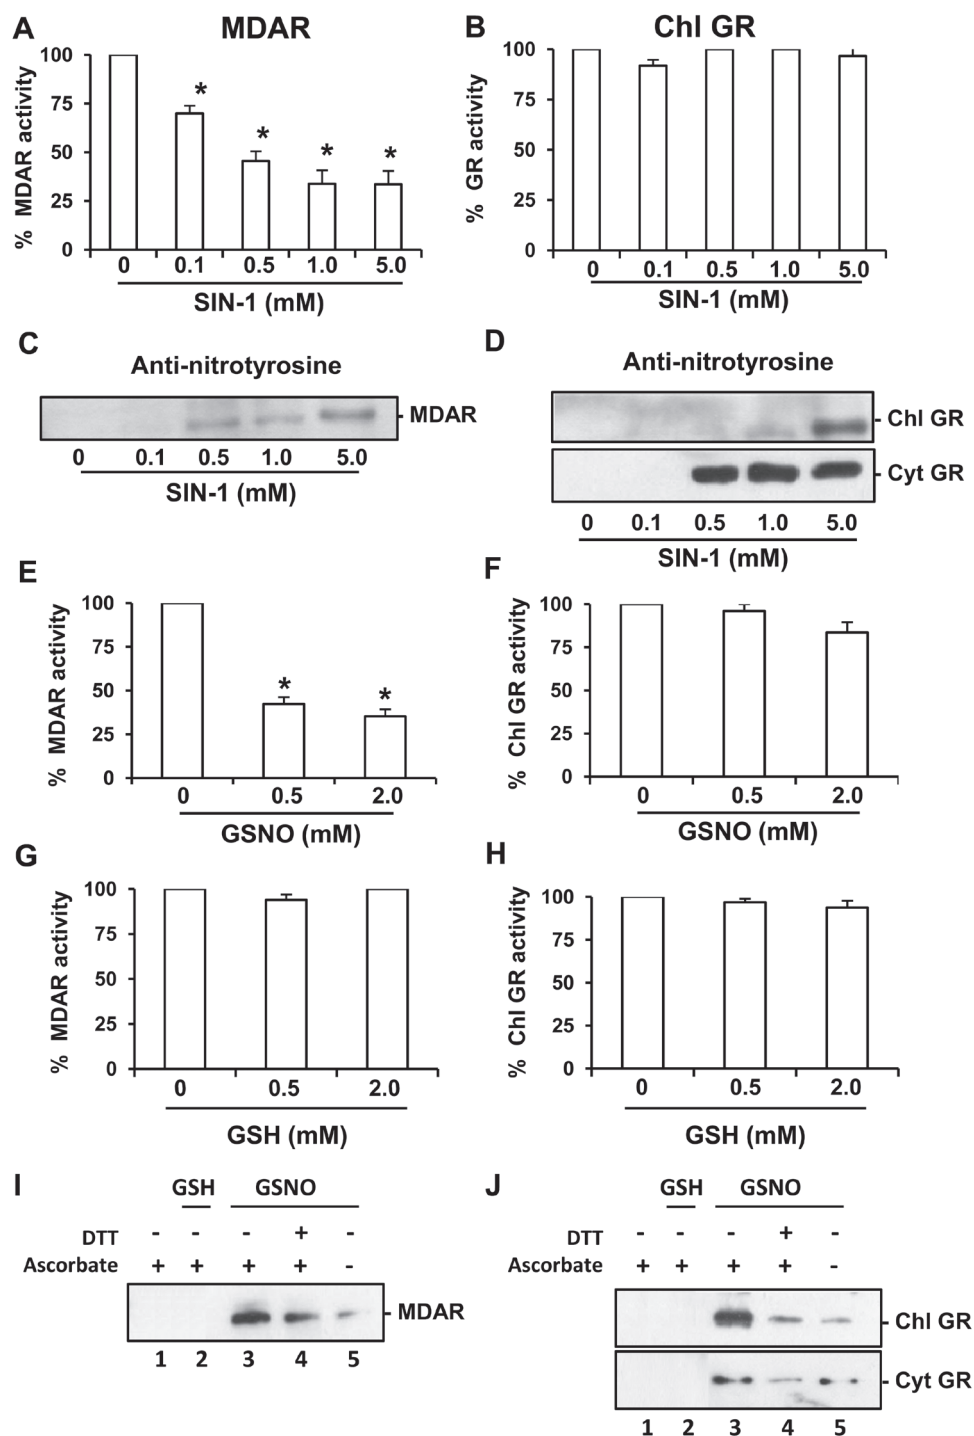 A
MDAR
% MDAR activity
100
75
50
25
0
* * * *
0 0.1 0.5 1.0 5.0
SIN-1 (mM)
B
Chl GR
% GR activity
100
75
50
25
0
0 0.1 0.5 1.0 5.0
SIN-1 (mM)
C
Anti-nitrotyrosine
MDAR
0 0.1 0.5 1.0 5.0
SIN-1 (mM)
D
Anti-nitrotyrosine
Chl GR
Cyt GR
0 0.1 0.5 1.0 5.0
SIN-1 (mM)
E
% MDAR activity
100
75
50
25
0
* *
0 0.5 2.0
GSNO (mM)
F
% Chl GR activity
100
75
50
25
0
0 0.5 2.0
GSNO (mM)
G
% MDAR activity
100
75
50
25
0
0 0.5 2.0
GSH (mM)
H
% Chl GR activity
100
75
50
25
0
0 0.5 2.0
GSH (mM)
I
GSH GSNO
DTT - - - + -
Ascorbate + + + + -
MDAR
1 2 3 4 5
J
GSH GSNO
DTT - - - + -
Ascorbate + + + + -
Chl GR
Cyt GR
1 2 3 4 5